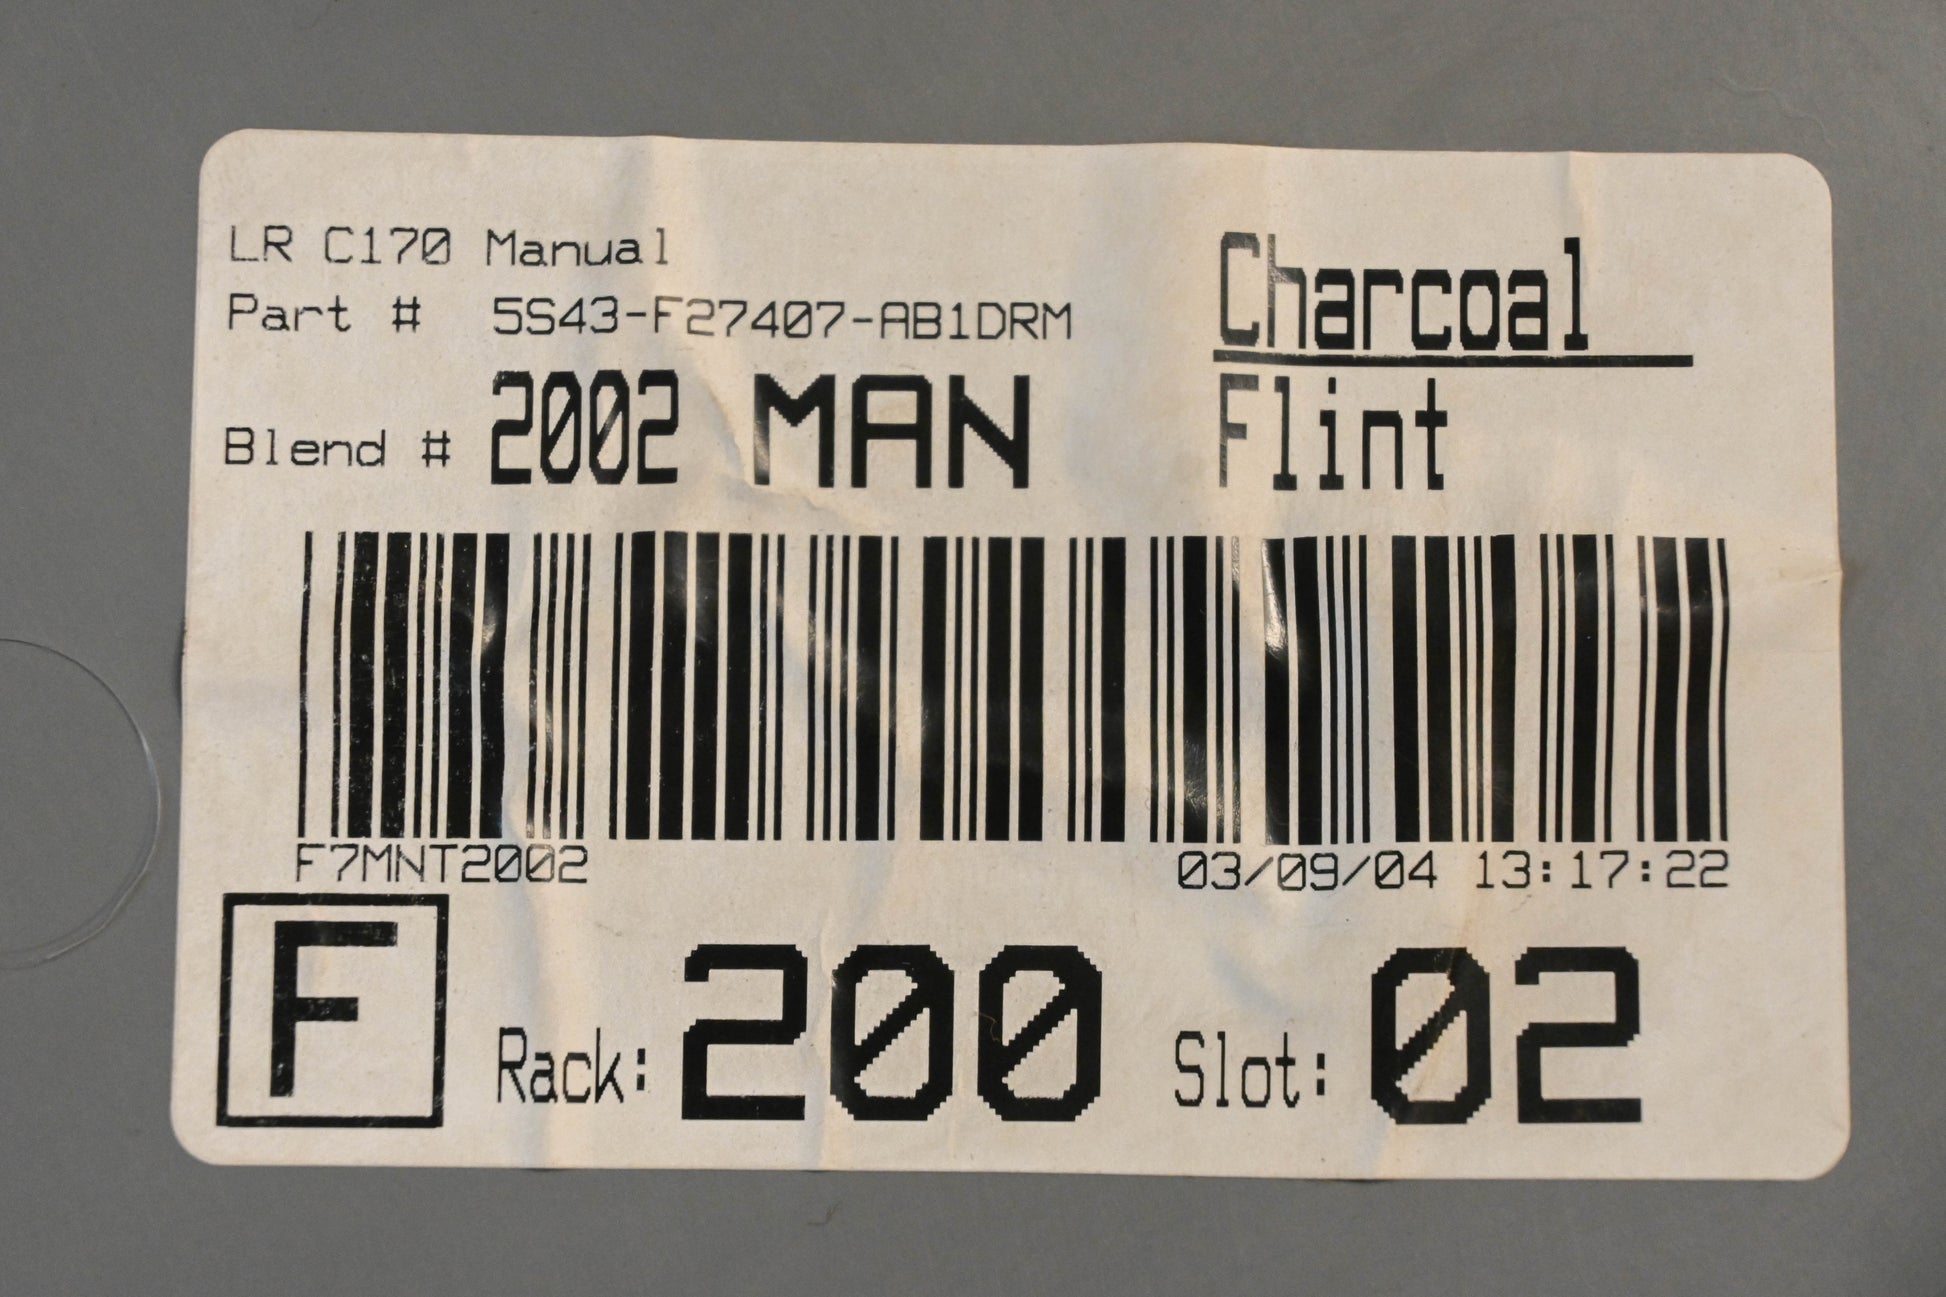 LR C170 Manual
Part # 5S43-F27407-AB1DRM
Blend # 2002 MAN
Charcoal
Flint
F7MNT2002
03/09/04 13:17:22
F
Rack: 200 Slot: 02